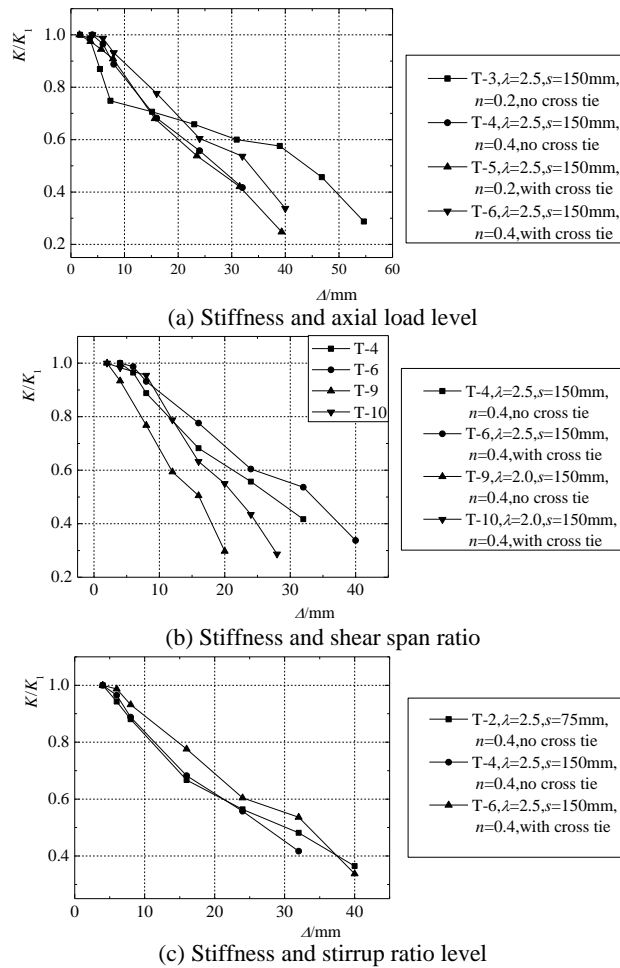 K/K1
1.0
0.8
0.6
0.4
0.2
0 10 20 30 40 50 60
Δ/mm
T-3,λ=2.5,s=150mm,
n=0.2,no cross tie
T-4,λ=2.5,s=150mm,
n=0.4,no cross tie
T-5,λ=2.5,s=150mm,
n=0.2,with cross tie
T-6,λ=2.5,s=150mm,
n=0.4,with cross tie
(a) Stiffness and axial load level
K/K1
1.0
0.8
0.6
0.4
0.2
0 10 20 30 40
Δ/mm
T-4
T-6
T-9
T-10
T-4,λ=2.5,s=150mm,
n=0.4,no cross tie
T-6,λ=2.5,s=150mm,
n=0.4,with cross tie
T-9,λ=2.0,s=150mm,
n=0.4,no cross tie
T-10,λ=2.0,s=150mm,
n=0.4,with cross tie
(b) Stiffness and shear span ratio
K/K1
1.0
0.8
0.6
0.4
0 10 20 30 40
Δ/mm
T-2,λ=2.5,s=75mm,
n=0.4,no cross tie
T-4,λ=2.5,s=150mm,
n=0.4,no cross tie
T-6,λ=2.5,s=150mm,
n=0.4,with cross tie
(c) Stiffness and stirrup ratio level